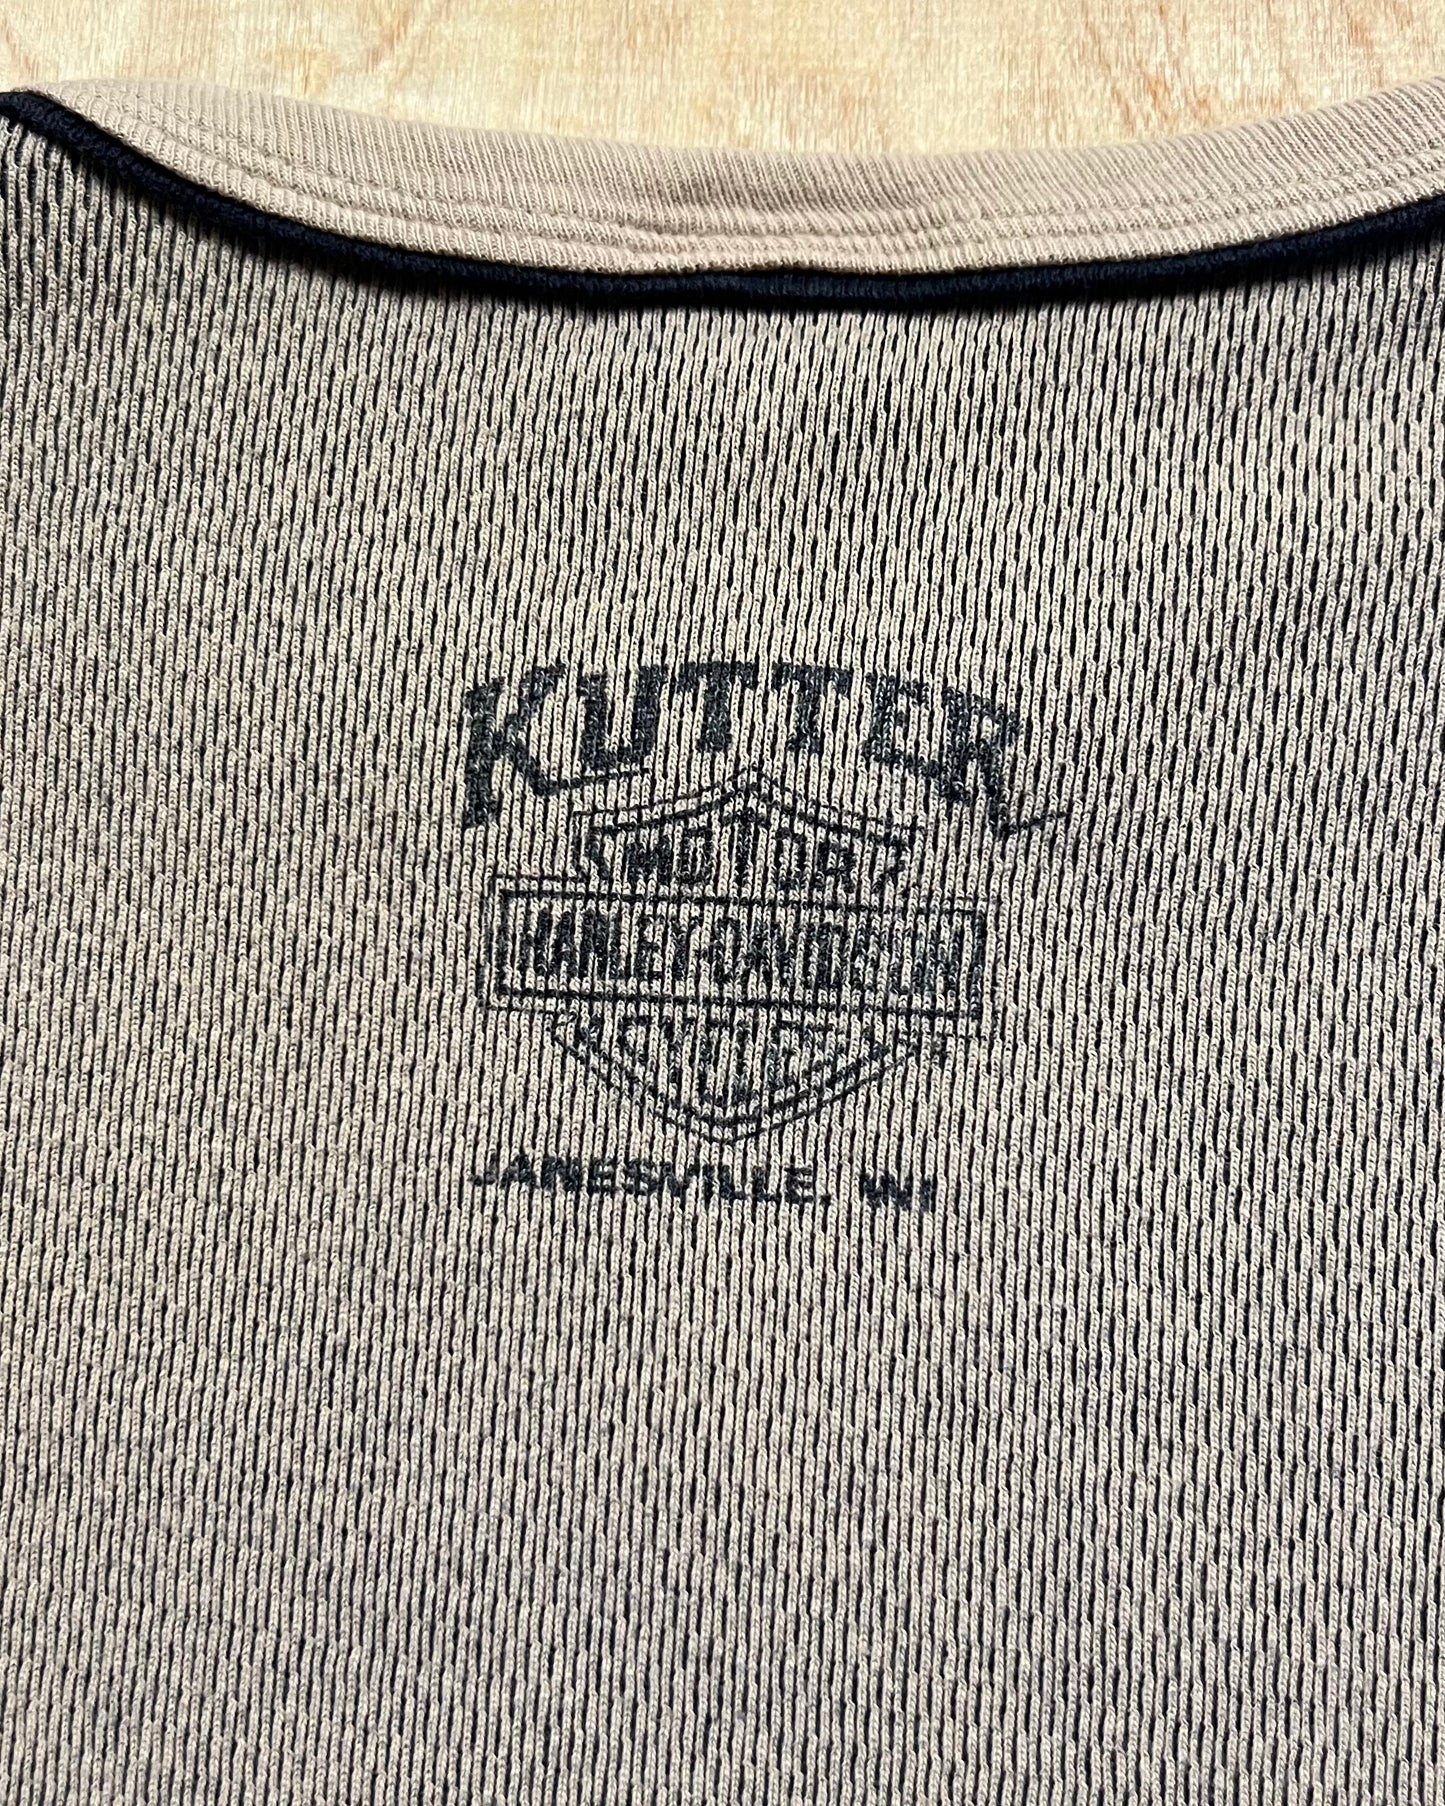 KUTTER
MOTOR
HARLEY-DAVIDSON
CYCLES
JANESVILLE, WI